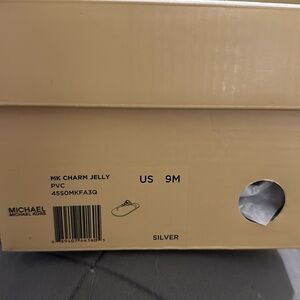 MK CHARM JELLY
PVC
45S0MKFA3Q
US 9M
MICHAEL
MICHAEL KORS
SILVER